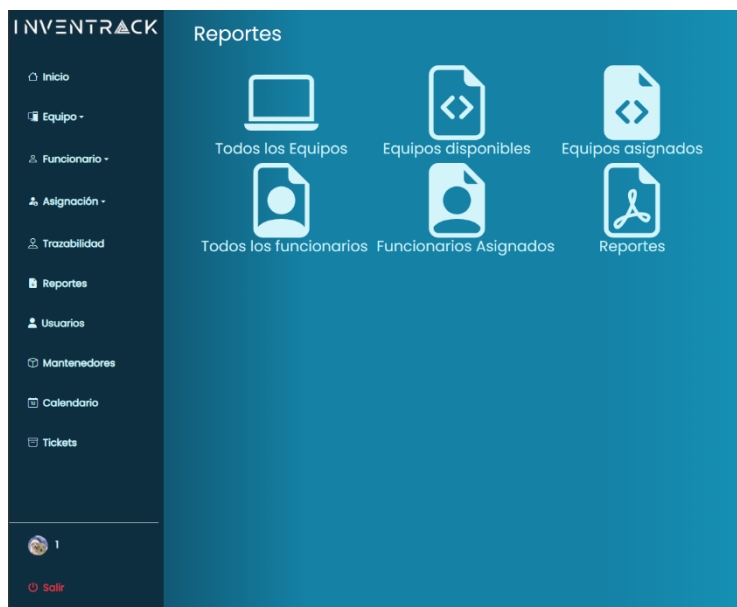 INVENTRACK
Inicio
Equipo
Funcionario
Asignación
Trazabilidad
Reportes
Usuarios
Mantenedores
Calendario
Tickets
1
Salir
Reportes
Todos los Equipos
Equipos disponibles
Equipos asignados
Todos los funcionarios
Funcionarios Asignados
Reportes